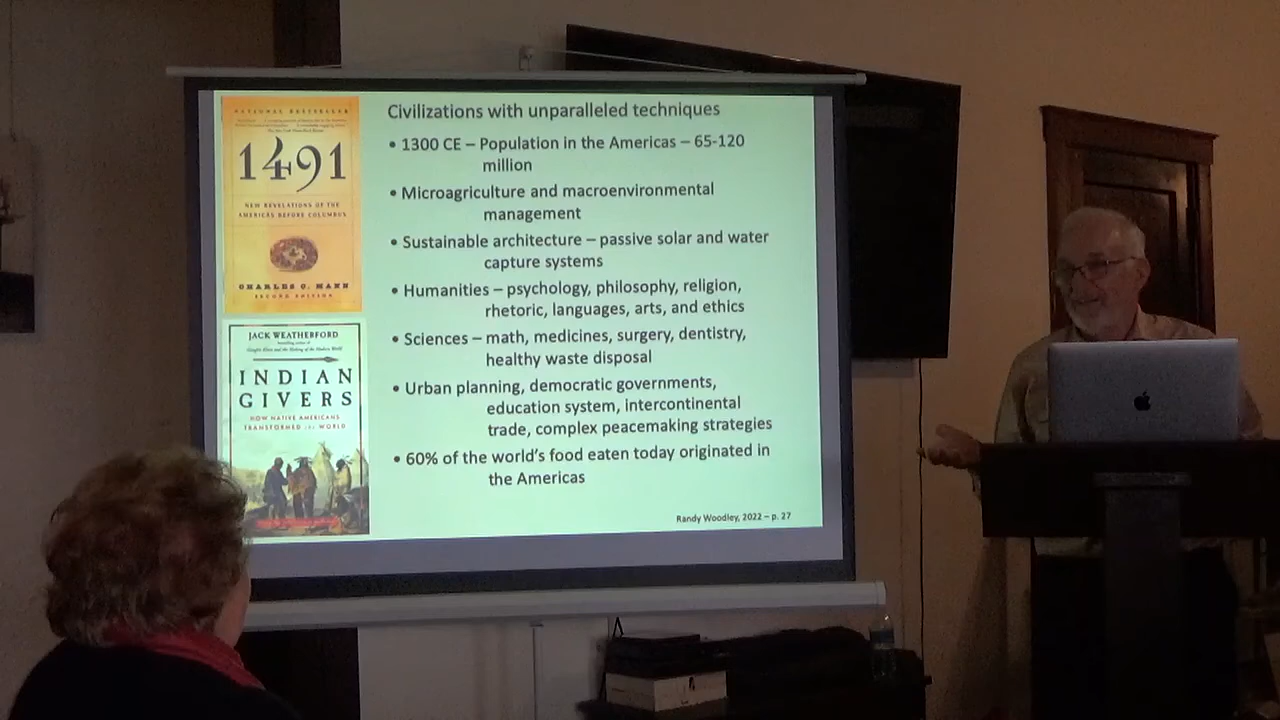 NATIONAL BESTSELLER
1491
NEW REVELATIONS OF THE
AMERICAS BEFORE COLUMBUS
CHARLES C. MANN
SECOND EDITION
JACK WEATHERFORD
INDIAN
GIVERS
HOW NATIVE AMERICANS
TRANSFORMED the WORLD
Civilizations with unparalleled techniques
• 1300 CE – Population in the Americas – 65-120
million
• Microagriculture and macroenvironmental
management
• Sustainable architecture – passive solar and water
capture systems
• Humanities – psychology, philosophy, religion,
rhetoric, languages, arts, and ethics
• Sciences – math, medicines, surgery, dentistry,
healthy waste disposal
• Urban planning, democratic governments,
education system, intercontinental
trade, complex peacemaking strategies
• 60% of the world's food eaten today originated in
the Americas
Randy Woodley, 2022 – p. 27